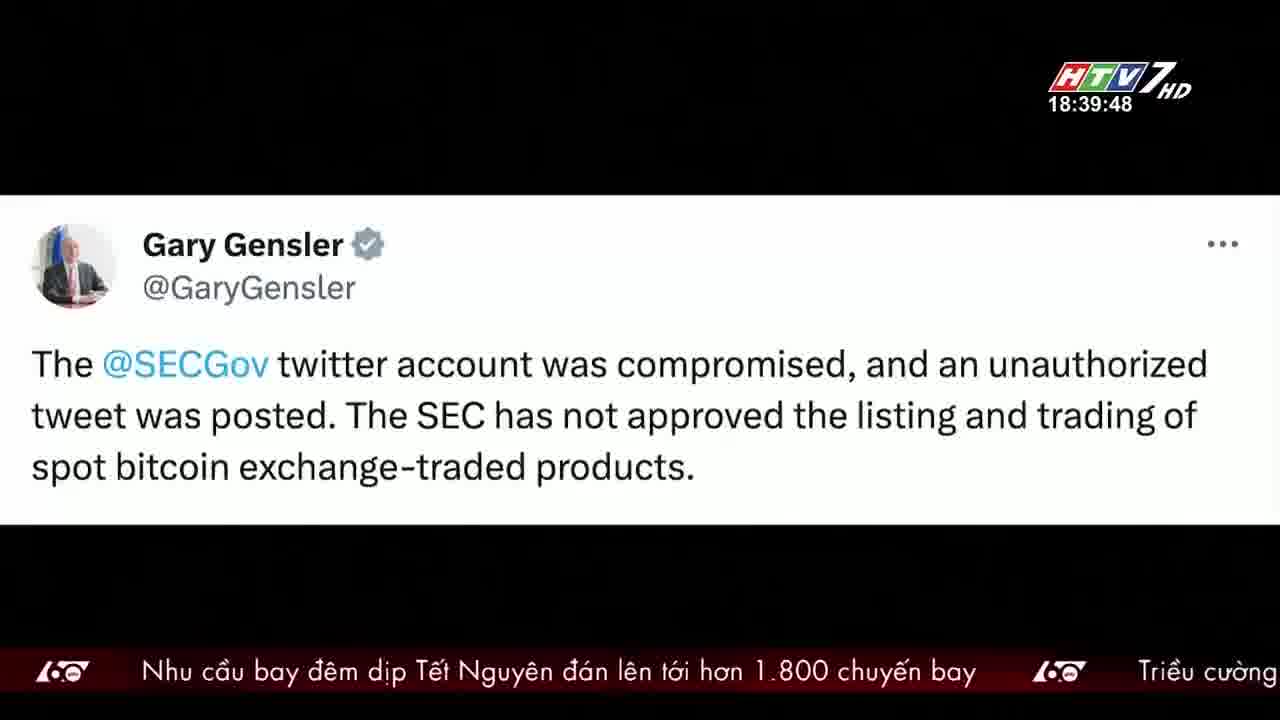 HTV7 HD
18:39:48
Gary Gensler
@GaryGensler
The @SECGov twitter account was compromised, and an unauthorized
tweet was posted. The SEC has not approved the listing and trading of
spot bitcoin exchange-traded products.
60 Nhu cầu bay đêm dịp Tết Nguyên đán lên tới hơn 1.800 chuyến bay 60 Triều cường